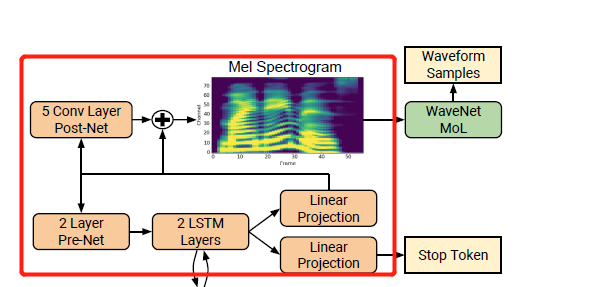 Waveform
Samples
Mel Spectrogram
5 Conv Layer
Post-Net
WaveNet
MoL
Channel
70
60
50
40
30
20
10
0
0 10 20 30 40 50
Frame
Linear
Projection
2 Layer
Pre-Net
2 LSTM
Layers
Linear
Projection
Stop Token